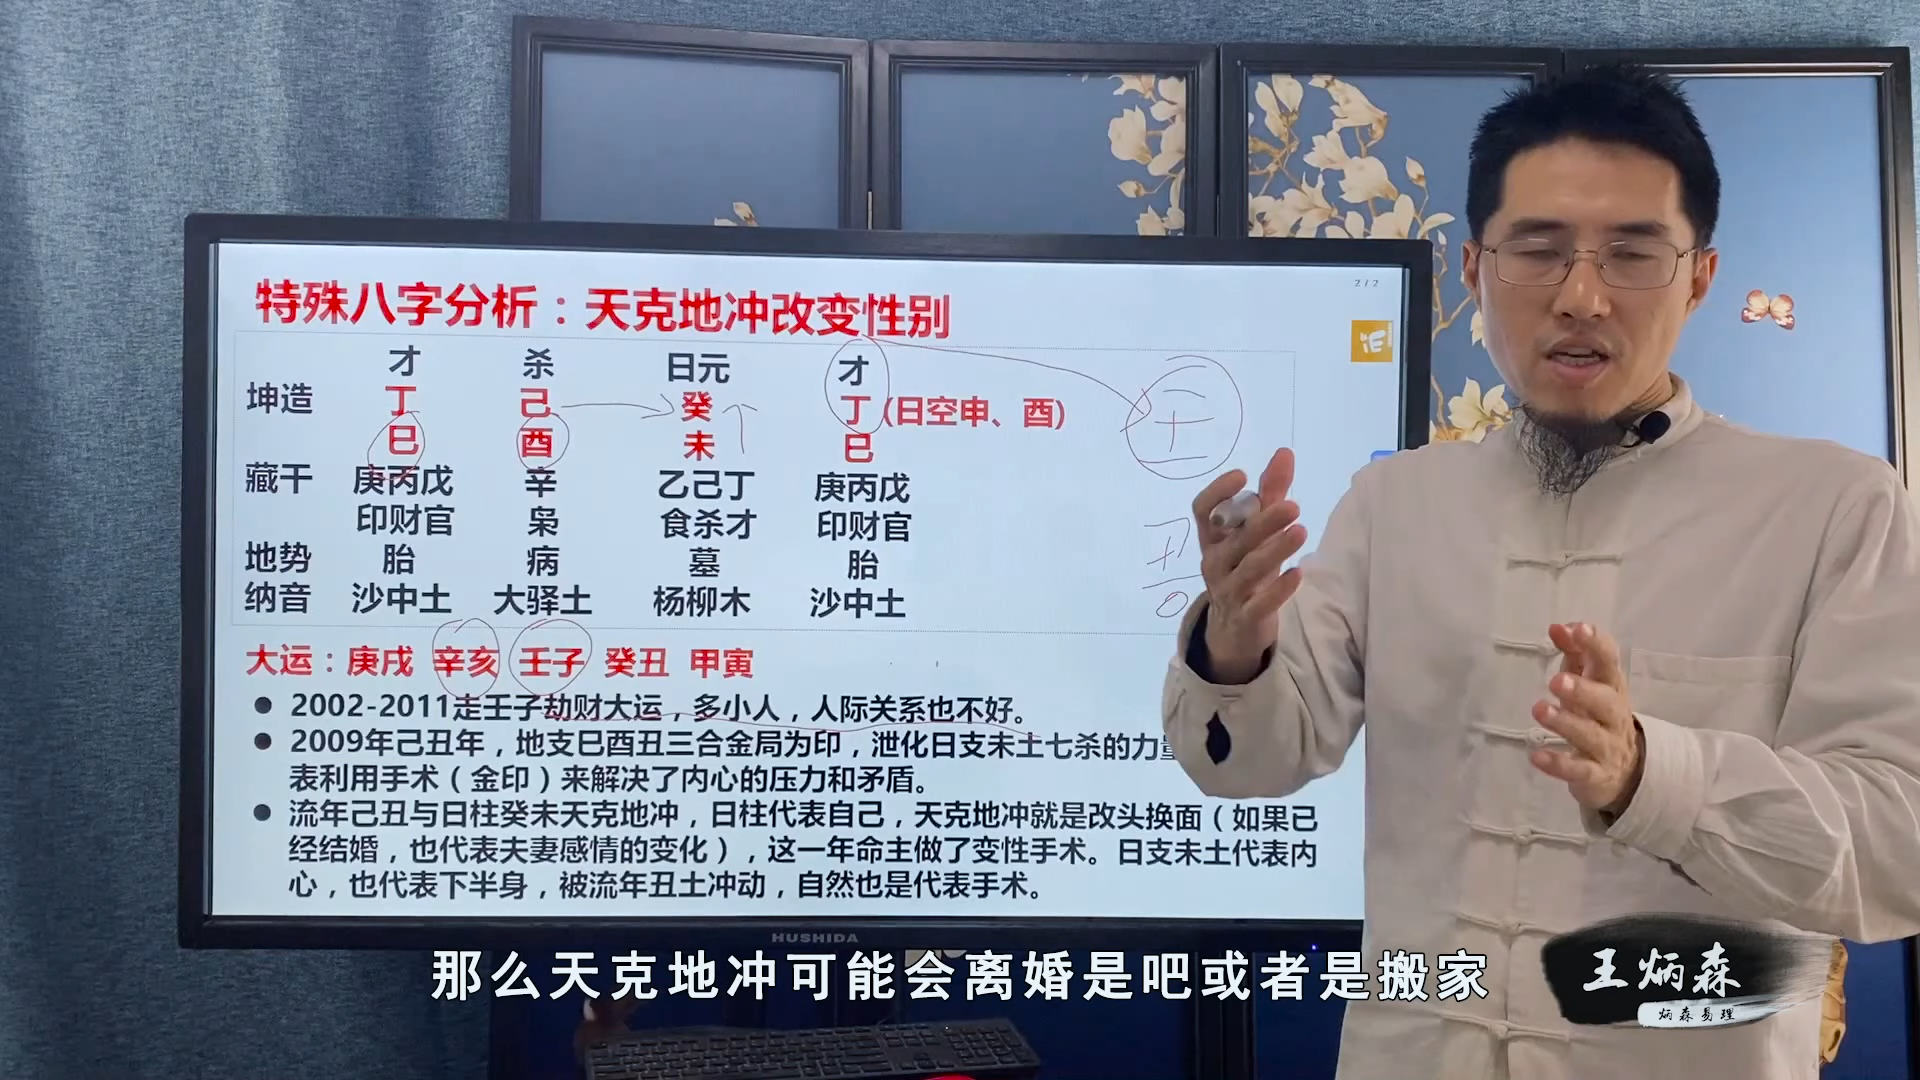 2/2
特殊八字分析：天克地冲改变性别
才 杀 日元 才
坤造 丁 己 癸 丁(日空申、酉)
巳 酉 未 巳
藏干 庚丙戊 辛 乙己丁 庚丙戊
印财官 枭 食杀才 印财官
地势 胎 病 墓 胎
纳音 沙中土 大驿土 杨柳木 沙中土
大运：庚戌 辛亥 壬子 癸丑 甲寅
● 2002-2011走壬子劫财大运，多小人，人际关系也不好。
● 2009年己丑年，地支巳酉丑三合金局为印，泄化日支未土七杀的力
表利用手术（金印）来解决了内心的压力和矛盾。
● 流年己丑与日柱癸未天克地冲，日柱代表自己，天克地冲就是改头换面（如果已
经结婚，也代表夫妻感情的变化），这一年命主做了变性手术。日支未土代表内
心，也代表下半身，被流年丑土冲动，自然也是代表手术。
HUSHIDA
那么天克地冲可能会离婚是吧或者是搬家
王炳森
炳森易理